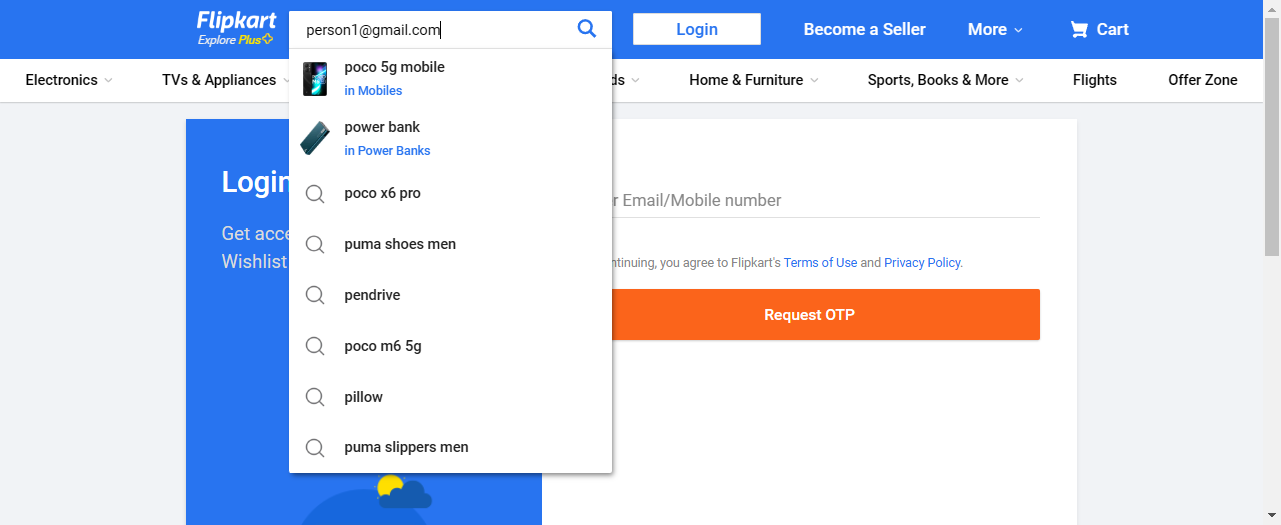 Flipkart
Explore Plus
person1@gmail.com
Login
Become a Seller
More
Cart
Electronics
TVs & Appliances
ds
Home & Furniture
Sports, Books & More
Flights
Offer Zone
poco 5g mobile
in Mobiles
power bank
in Power Banks
poco x6 pro
puma shoes men
pendrive
poco m6 5g
pillow
puma slippers men
Login
Get acce
Wishlist
r Email/Mobile number
ntinuing, you agree to Flipkart's Terms of Use and Privacy Policy.
Request OTP